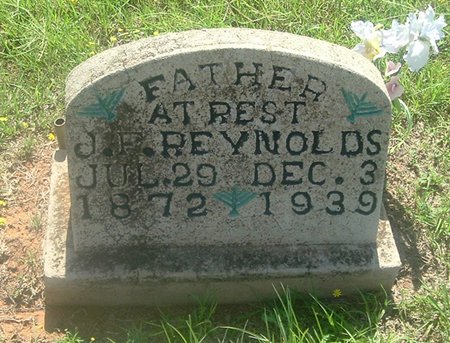 FATHER
AT REST
J. F. REYNOLDS
JUL. 29 DEC. 3
1872 1939